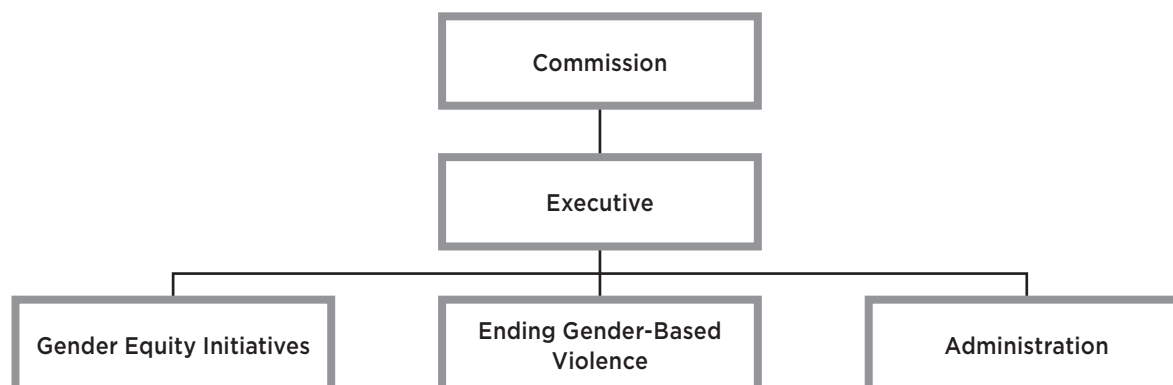 Commission
Executive
Gender Equity Initiatives
Ending Gender-Based
Violence
Administration